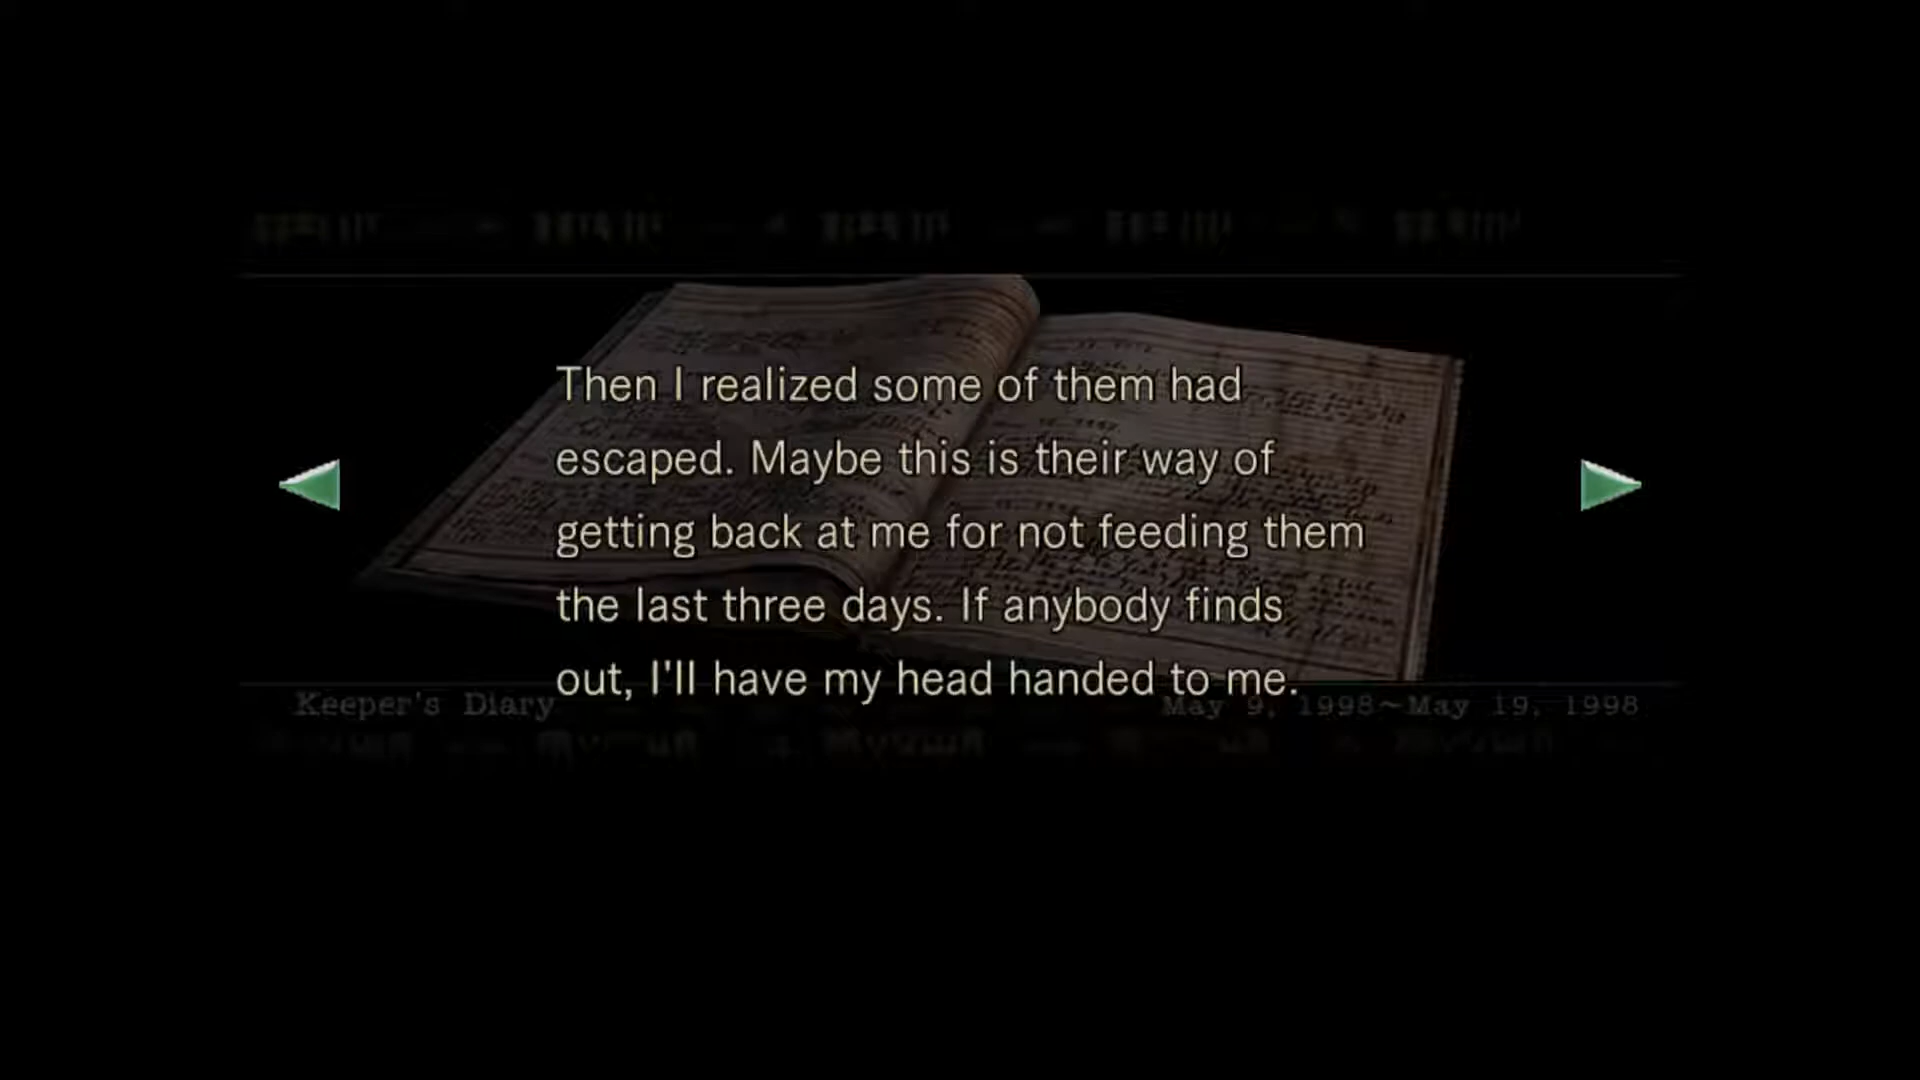 Then I realized some of them had
escaped. Maybe this is their way of
getting back at me for not feeding them
the last three days. If anybody finds
out, I'll have my head handed to me.
Keeper's Diary
May 9, 1998~May 19, 1998